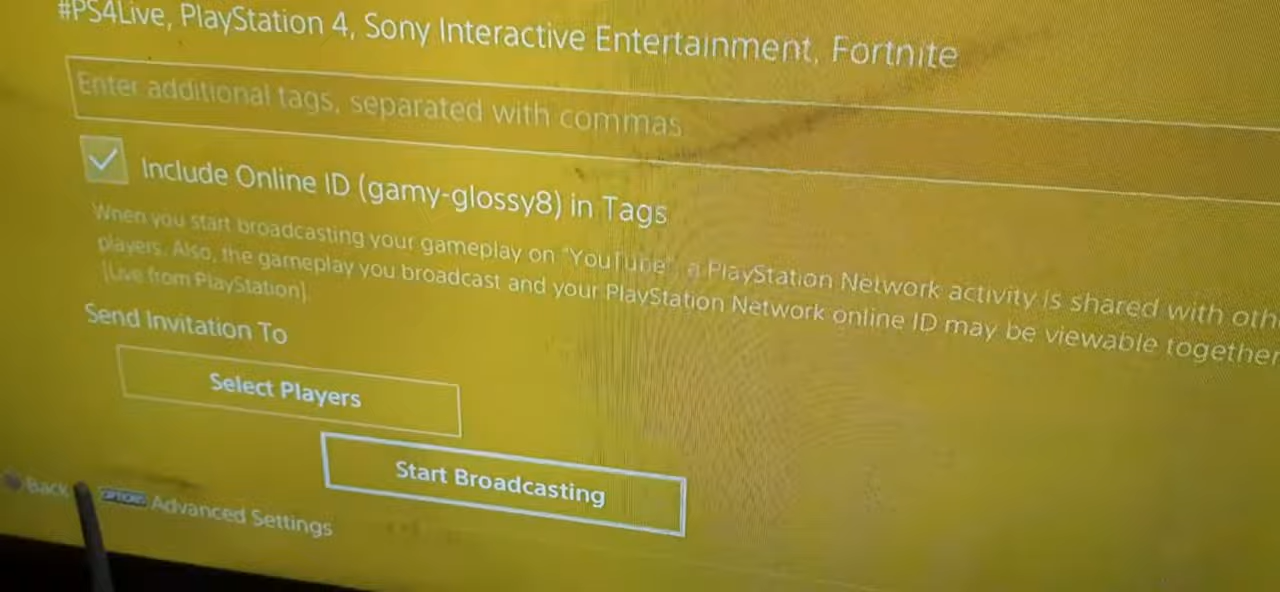 #PS4Live, PlayStation 4, Sony Interactive Entertainment, Fortnite
Enter additional tags, separated with commas.
Include Online ID (gamy-glossy8) in Tags
When you start broadcasting your gameplay on "YouTube", a PlayStation Network activity is shared with oth
players. Also, the gameplay you broadcast and your PlayStation Network online ID may be viewable together
[Live from PlayStation].
Send Invitation To
Select Players
Start Broadcasting
Back OPTIONS Advanced Settings